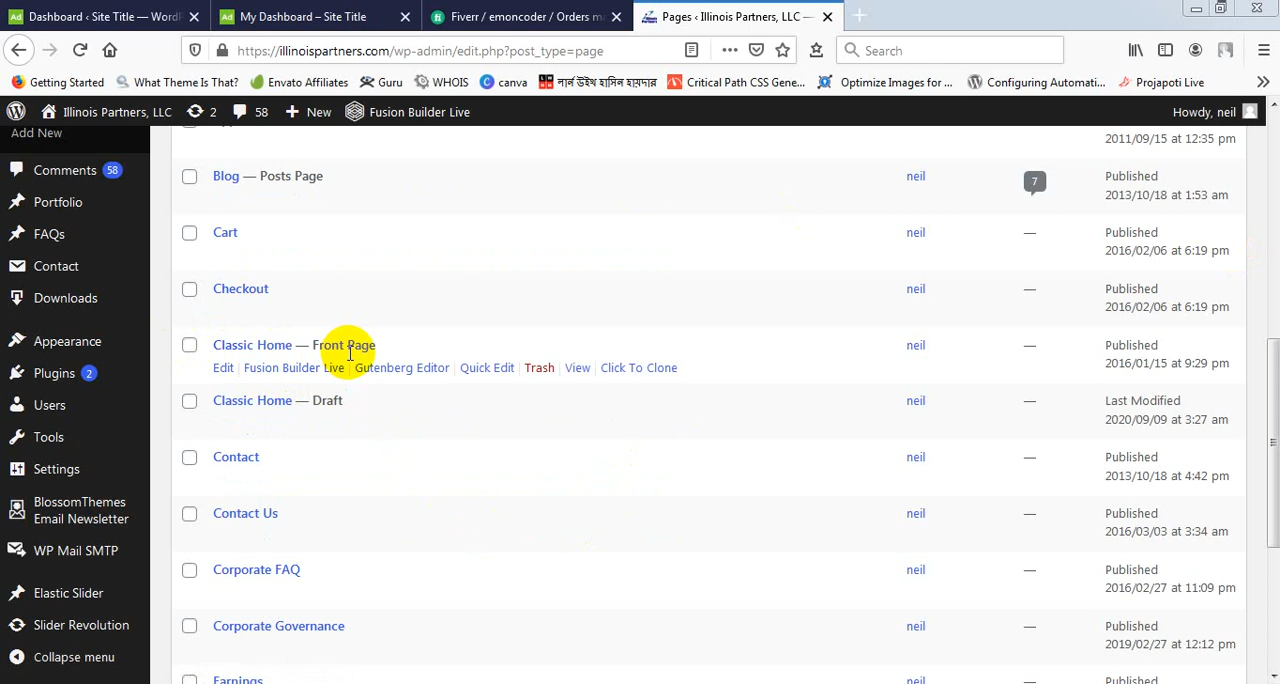 Dashboard ‹ Site Title — WordP
My Dashboard – Site Title
Fiverr / emoncoder / Orders ma
Pages ‹ Illinois Partners, LLC —
https://illinoispartners.com/wp-admin/edit.php?post_type=page
Search
Getting Started
What Theme Is That?
Envato Affiliates
Guru
WHOIS
canva
লার্ন উইথ হাসিন হায়দার
Critical Path CSS Gene...
Optimize Images for ...
Configuring Automati...
Projapoti Live
Illinois Partners, LLC
2
58
New
Fusion Builder Live
Howdy, neil
Add New
Comments 58
Portfolio
FAQs
Contact
Downloads
Appearance
Plugins 2
Users
Tools
Settings
BlossomThemes
Email Newsletter
WP Mail SMTP
Elastic Slider
Slider Revolution
Collapse menu
2011/09/15 at 12:35 pm
Blog — Posts Page
neil
7
Published
2013/10/18 at 1:53 am
Cart
neil
—
Published
2016/02/06 at 6:19 pm
Checkout
neil
—
Published
2016/02/06 at 6:19 pm
Classic Home — Front Page
neil
—
Published
2016/01/15 at 9:29 pm
Edit | Fusion Builder Live | Gutenberg Editor | Quick Edit | Trash | View | Click To Clone
Classic Home — Draft
neil
—
Last Modified
2020/09/09 at 3:27 am
Contact
neil
—
Published
2013/10/18 at 4:42 pm
Contact Us
neil
—
Published
2016/03/03 at 3:34 am
Corporate FAQ
neil
—
Published
2016/02/27 at 11:09 pm
Corporate Governance
neil
—
Published
2019/02/27 at 12:12 pm
Earnings